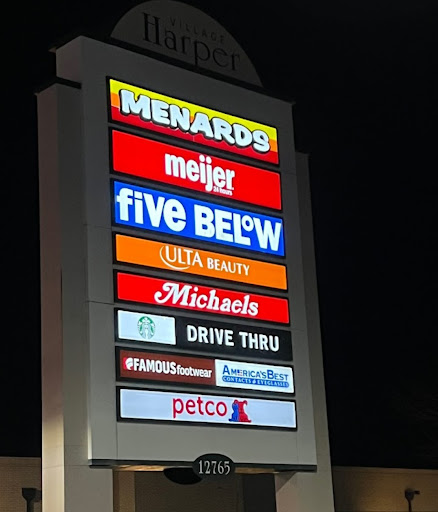 VILLAGE
Harper
MENARDS
meijer
24 hours
five BELoW
ULTA BEAUTY
Michaels
DRIVE THRU
FAMOUS footwear
AMERICA'S BEST
CONTACTS & EYEGLASSES
petco
12765